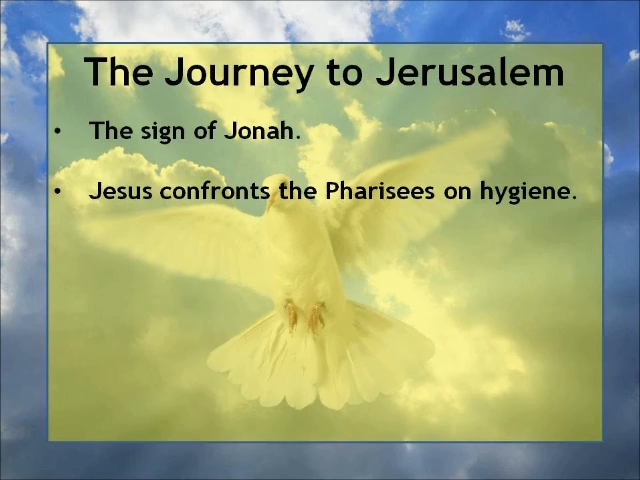 The Journey to Jerusalem
• The sign of Jonah.
• Jesus confronts the Pharisees on hygiene.